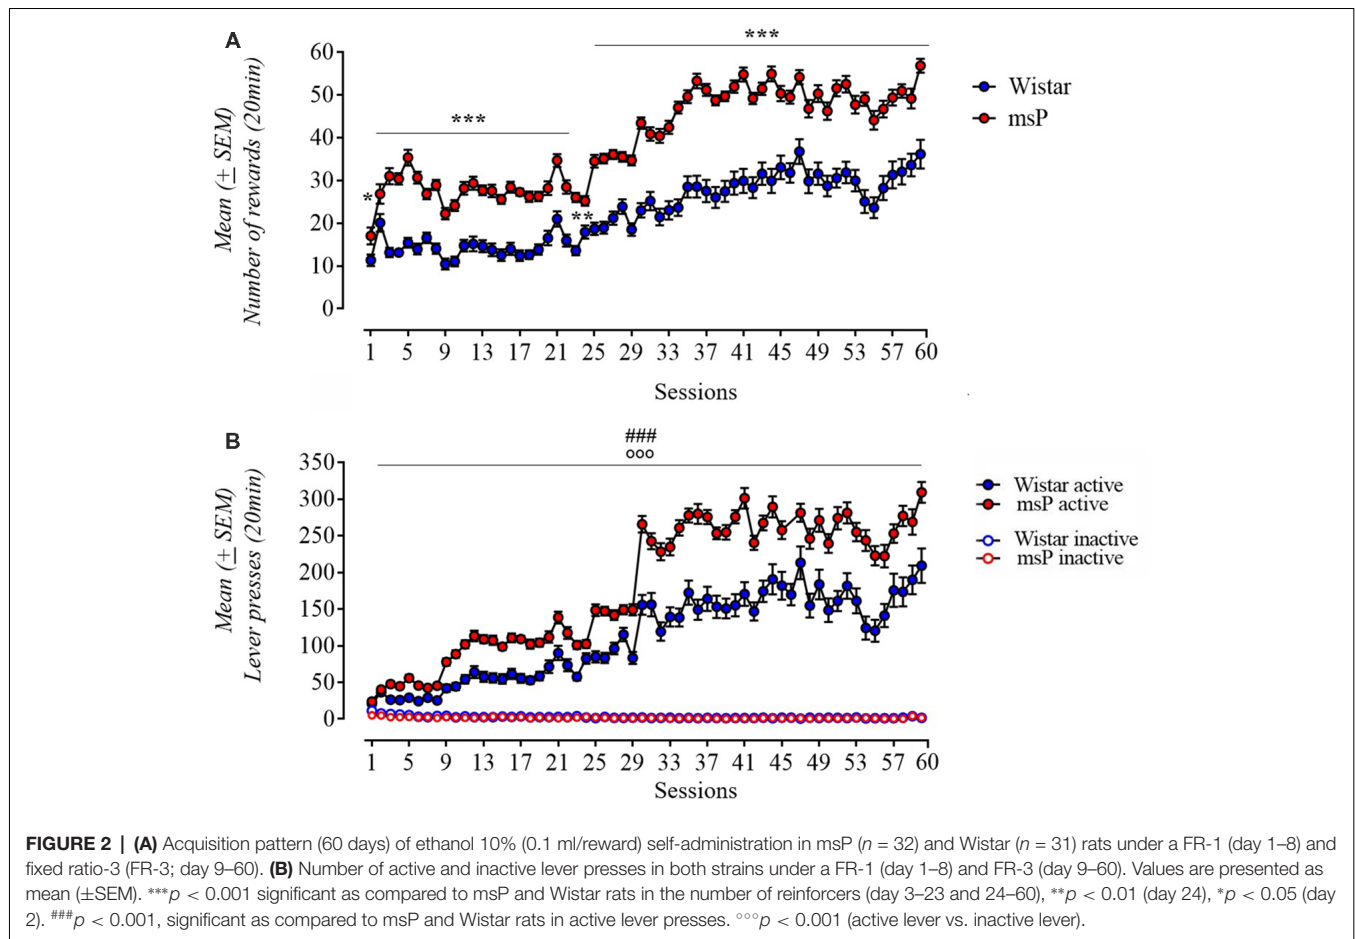 A
***
60
50
40
30
20
10
0
Mean (± SEM)
Number of rewards (20min)
***
*
**
Wistar
msP
1 5 9 13 17 21 25 29 33 37 41 45 49 53 57 60
Sessions
B
###
°°°
350
300
250
200
150
100
50
0
Mean (± SEM)
Lever presses (20min)
Wistar active
msP active
Wistar inactive
msP inactive
1 5 9 13 17 21 25 29 33 37 41 45 49 53 57 60
Sessions
FIGURE 2 | (A) Acquisition pattern (60 days) of ethanol 10% (0.1 ml/reward) self-administration in msP (n = 32) and Wistar (n = 31) rats under a FR-1 (day 1–8) and
fixed ratio-3 (FR-3; day 9–60). (B) Number of active and inactive lever presses in both strains under a FR-1 (day 1–8) and FR-3 (day 9–60). Values are presented as
mean (±SEM). ***p < 0.001 significant as compared to msP and Wistar rats in the number of reinforcers (day 3–23 and 24–60), **p < 0.01 (day 24), *p < 0.05 (day
2). ###p < 0.001, significant as compared to msP and Wistar rats in active lever presses. °°°p < 0.001 (active lever vs. inactive lever).